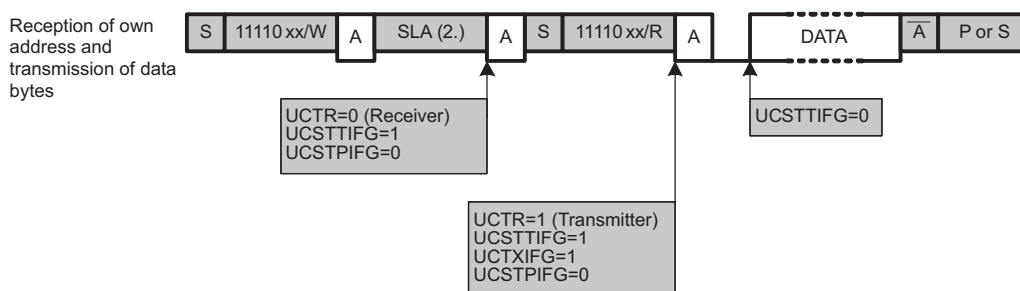 Reception of own
address and
transmission of data
bytes
S 11110 xx/W A SLA (2.) A S 11110 xx/R A DATA A P or S
UCTR=0 (Receiver)
UCSTTIFG=1
UCSTPIFG=0
UCSTTIFG=0
UCTR=1 (Transmitter)
UCSTTIFG=1
UCTXIFG=1
UCSTPIFG=0